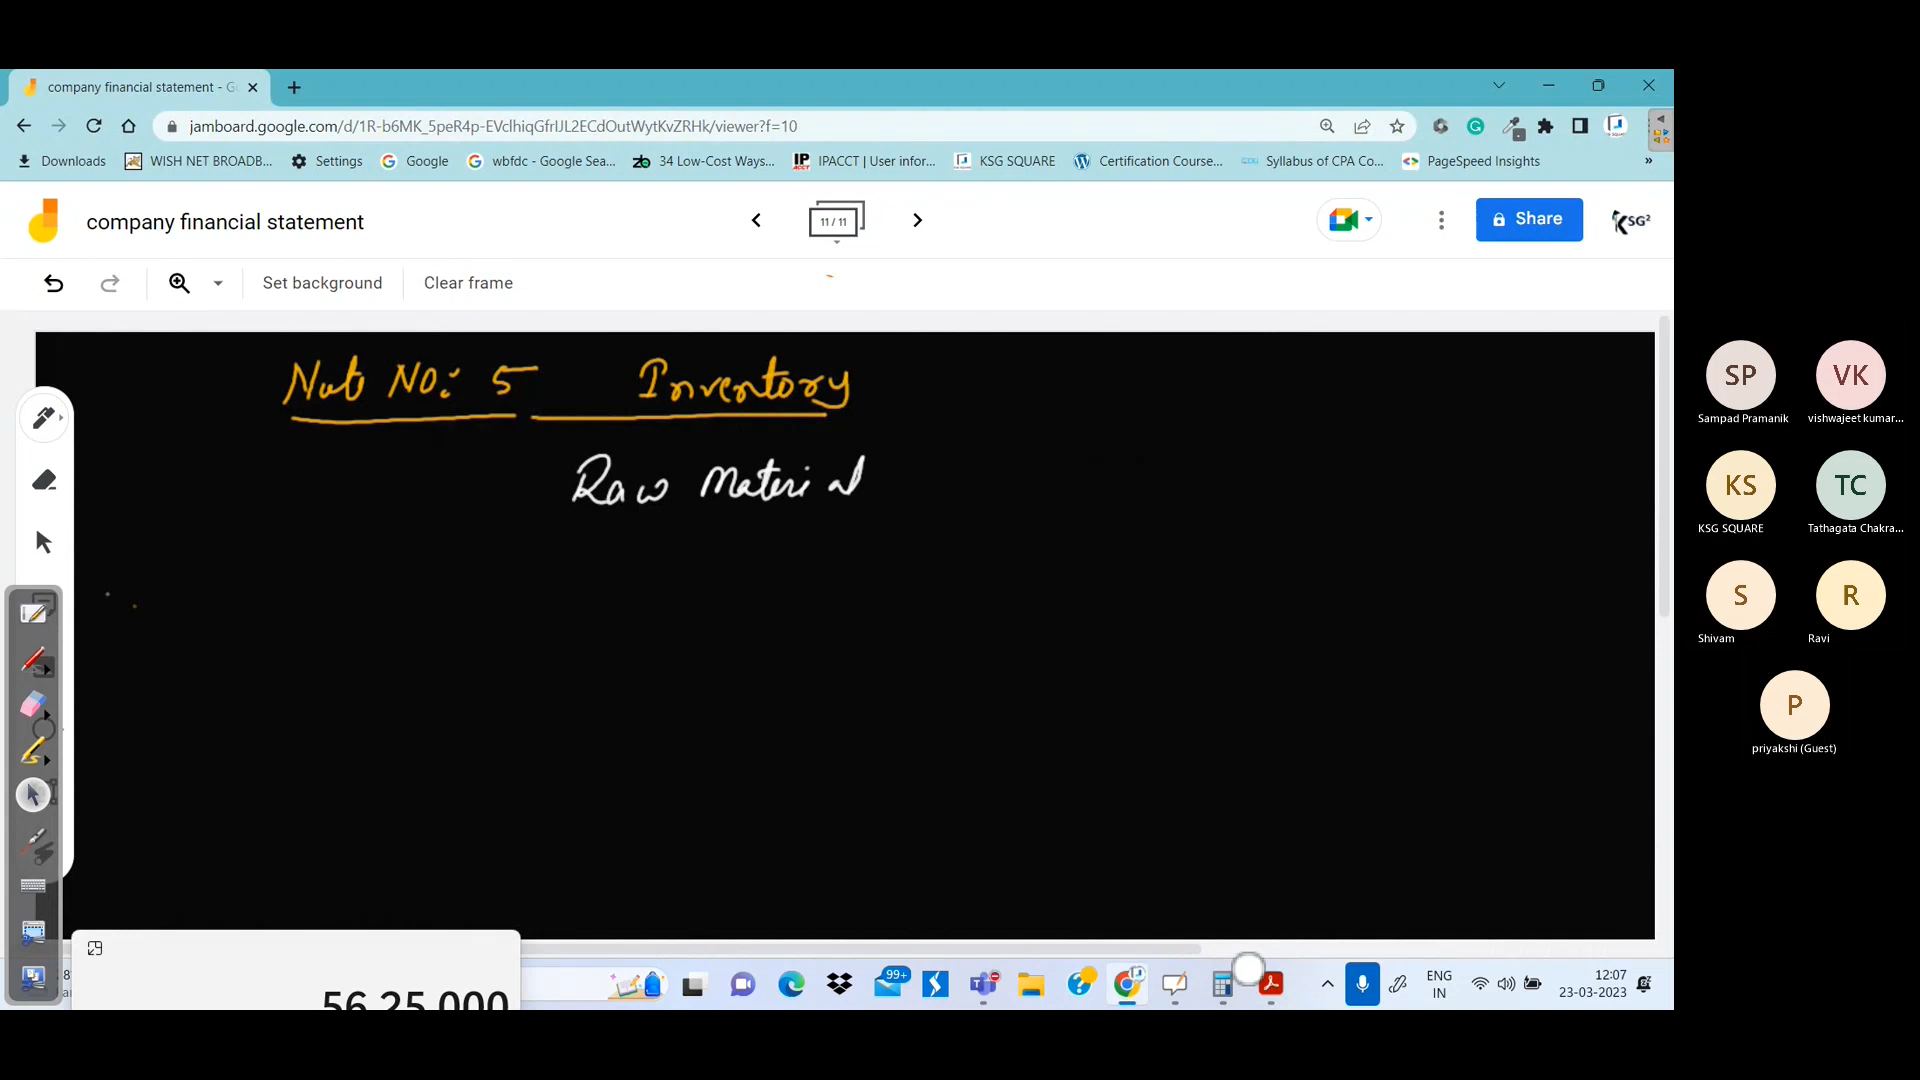 company financial statement - G
jamboard.google.com/d/1R-b6MK_5peR4p-EVclhiqGfrIJL2ECdOutWytKvZRHk/viewer?f=10
Downloads WISH NET BROADB... Settings Google wbfdc - Google Sea... 34 Low-Cost Ways... IPACCT | User infor... KSG SQUARE Certification Course... Syllabus of CPA Co... PageSpeed Insights »
company financial statement
11 / 11
Share
KSG²
Set background Clear frame
Note NO: 5 Inventory
Raw Material
SP VK
Sampad Pramanik vishwajeet kumar...
KS TC
KSG SQUARE Tathagata Chakra...
S R
Shivam Ravi
P
priyakshi (Guest)
56,25,000
99+
ENG
IN
12:07
23-03-2023